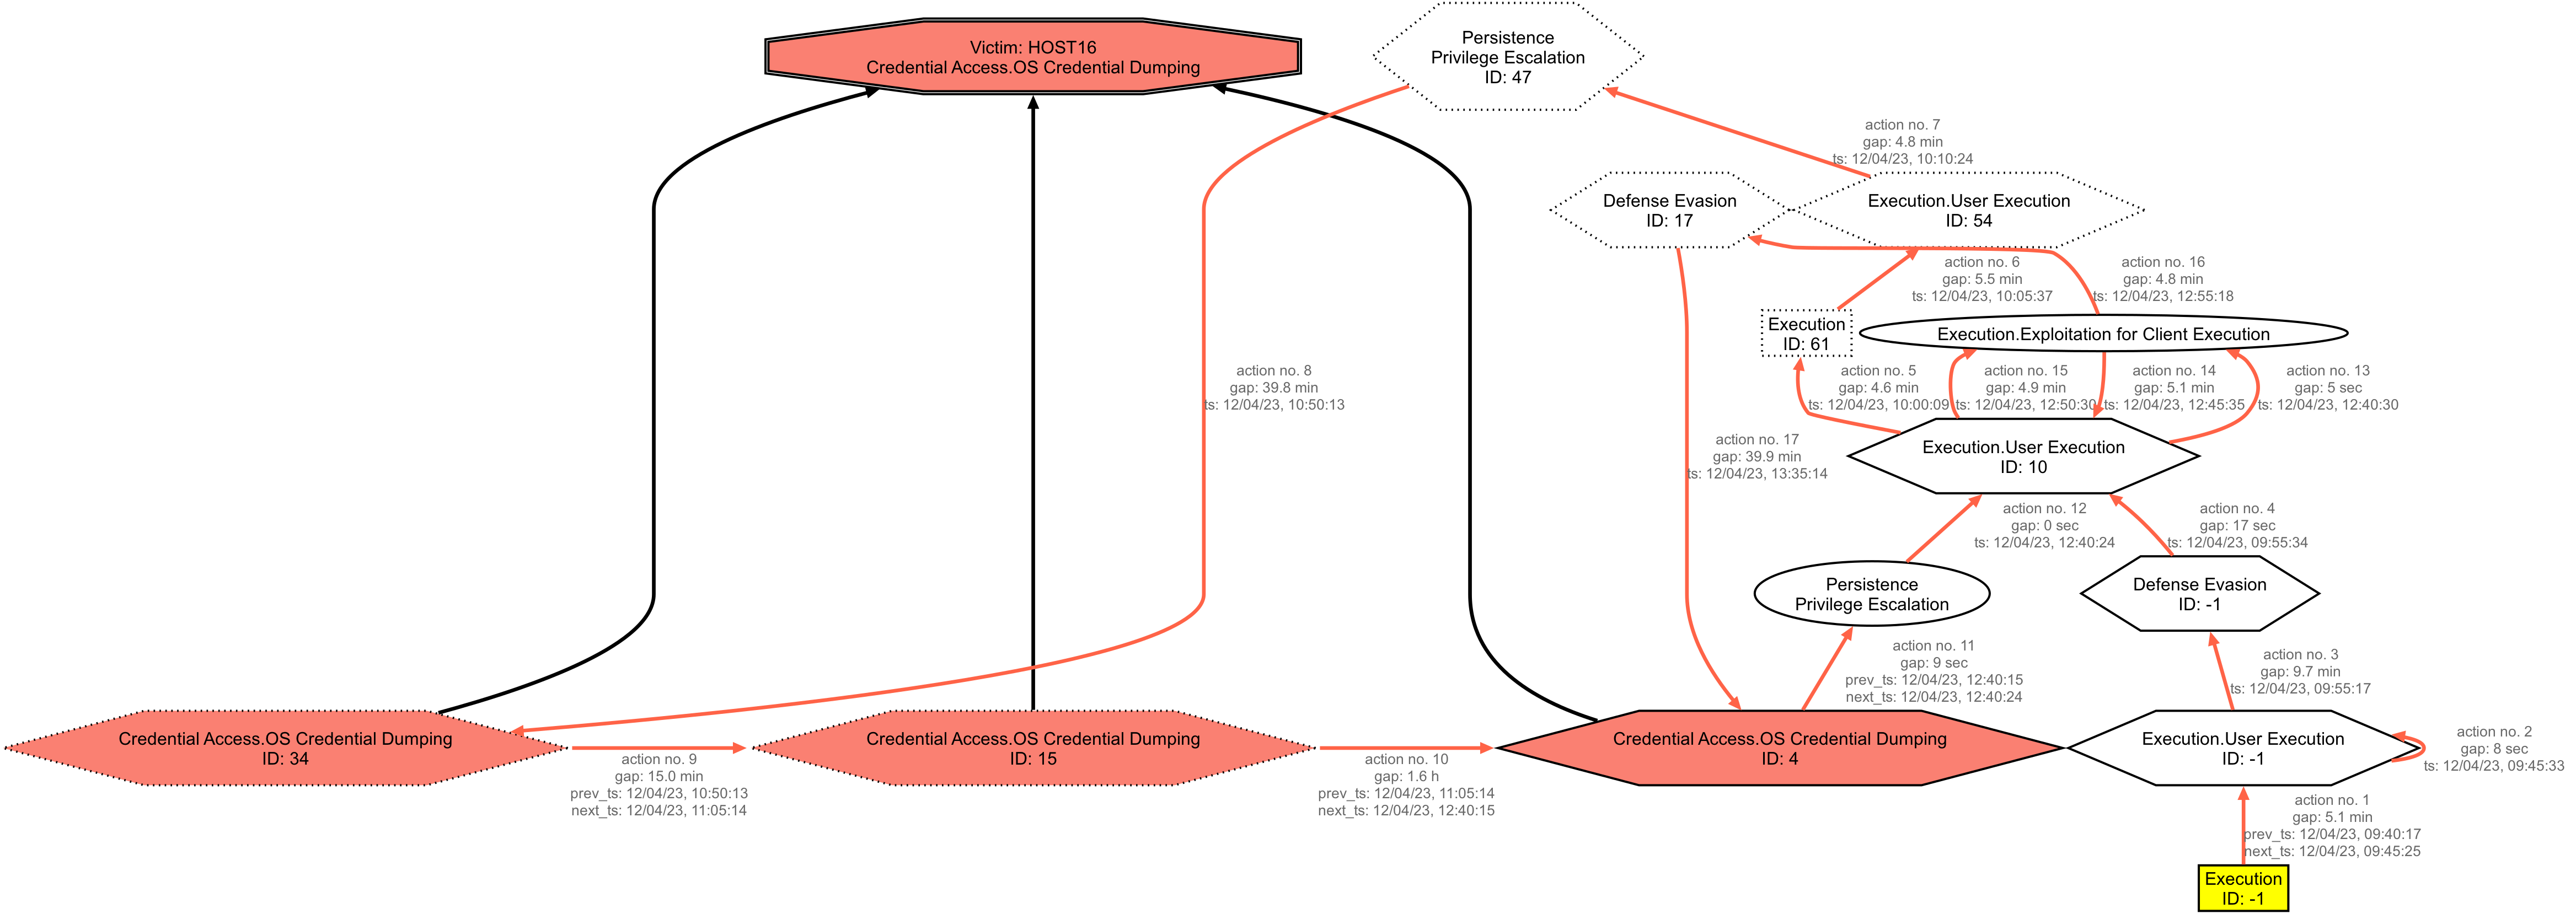 Victim: HOST16
Credential Access.OS Credential Dumping
Persistence
Privilege Escalation
ID: 47
action no. 7
gap: 4.8 min
ts: 12/04/23, 10:10:24
Defense Evasion
ID: 17
Execution.User Execution
ID: 54
action no. 6
gap: 5.5 min
ts: 12/04/23, 10:05:37
action no. 16
gap: 4.8 min
ts: 12/04/23, 12:55:18
Execution
ID: 61
Execution.Exploitation for Client Execution
action no. 8
gap: 39.8 min
ts: 12/04/23, 10:50:13
action no. 5
gap: 4.6 min
ts: 12/04/23, 10:00:09
action no. 15
gap: 4.9 min
ts: 12/04/23, 12:50:30
action no. 14
gap: 5.1 min
ts: 12/04/23, 12:45:35
action no. 13
gap: 5 sec
ts: 12/04/23, 12:40:30
action no. 17
gap: 39.9 min
ts: 12/04/23, 13:35:14
Execution.User Execution
ID: 10
action no. 12
gap: 0 sec
ts: 12/04/23, 12:40:24
action no. 4
gap: 17 sec
ts: 12/04/23, 09:55:34
Persistence
Privilege Escalation
Defense Evasion
ID: -1
action no. 11
gap: 9 sec
prev_ts: 12/04/23, 12:40:15
next_ts: 12/04/23, 12:40:24
action no. 3
gap: 9.7 min
ts: 12/04/23, 09:55:17
Credential Access.OS Credential Dumping
ID: 34
action no. 9
gap: 15.0 min
prev_ts: 12/04/23, 10:50:13
next_ts: 12/04/23, 11:05:14
Credential Access.OS Credential Dumping
ID: 15
action no. 10
gap: 1.6 h
prev_ts: 12/04/23, 11:05:14
next_ts: 12/04/23, 12:40:15
Credential Access.OS Credential Dumping
ID: 4
Execution.User Execution
ID: -1
action no. 2
gap: 8 sec
ts: 12/04/23, 09:45:33
action no. 1
gap: 5.1 min
prev_ts: 12/04/23, 09:40:17
next_ts: 12/04/23, 09:45:25
Execution
ID: -1